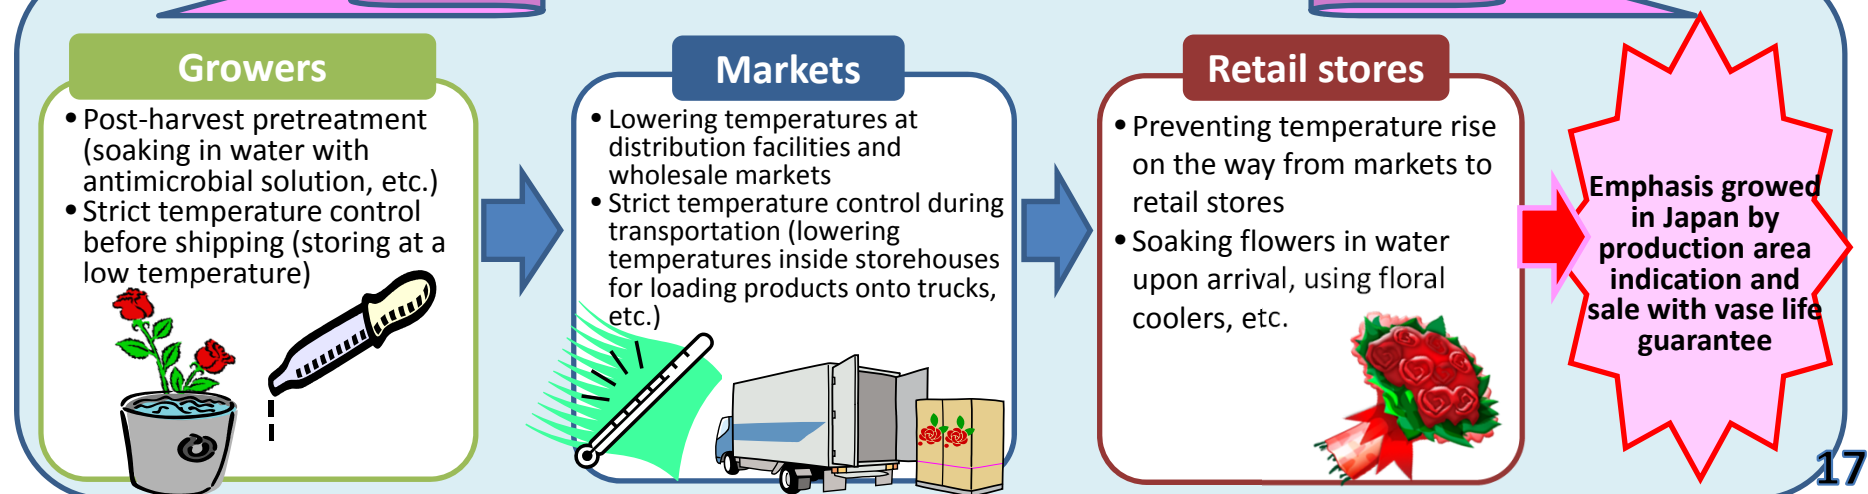 Growers
•Post-harvest pretreatment
(soaking in water with
antimicrobial solution, etc.)
•Strict temperature control
before shipping (storing at a
low temperature)
Markets
•Lowering temperatures at
distribution facilities and
wholesale markets
•Strict temperature control during
transportation (lowering
temperatures inside storehouses
for loading products onto trucks,
etc.)
Retail stores
•Preventing temperature rise
on the way from markets to
retail stores
•Soaking flowers in water
upon arrival, using floral
coolers, etc.
Emphasis growed
in Japan by
production area
indication and
sale with vase life
guarantee
17